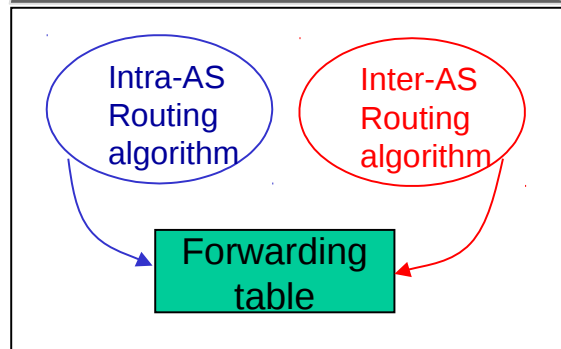 Intra-AS
Routing
algorithm
Inter-AS
Routing
algorithm
Forwarding
table